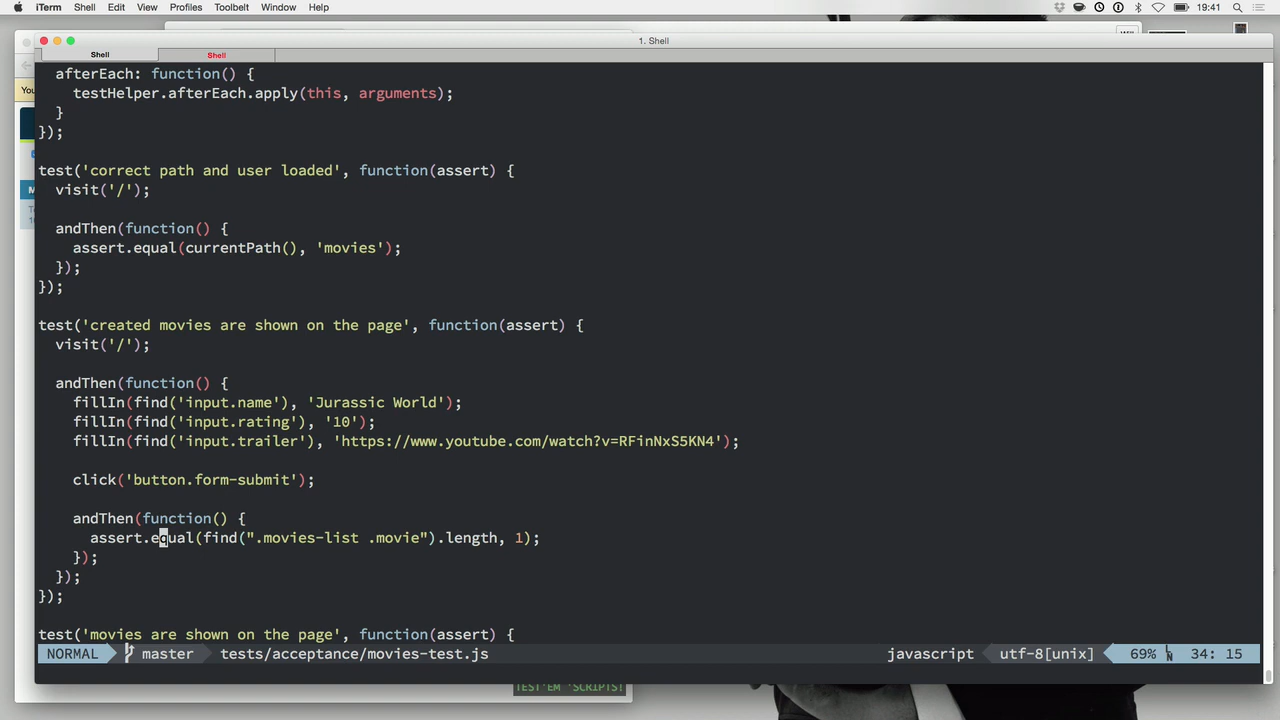 iTerm Shell Edit View Profiles Toolbelt Window Help 19:41
1. Shell
Shell Shell
You
afterEach: function() {
testHelper.afterEach.apply(this, arguments);
}
});
test('correct path and user loaded', function(assert) {
visit('/');
andThen(function() {
assert.equal(currentPath(), 'movies');
});
});
test('created movies are shown on the page', function(assert) {
visit('/');
andThen(function() {
fillIn(find('input.name'), 'Jurassic World');
fillIn(find('input.rating'), '10');
fillIn(find('input.trailer'), 'https://www.youtube.com/watch?v=RFinNxS5KN4');
click('button.form-submit');
andThen(function() {
assert.equal(find(".movies-list .movie").length, 1);
});
});
});
test('movies are shown on the page', function(assert) {
NORMAL master tests/acceptance/movies-test.js javascript utf-8[unix] 69% 34: 15
TEST'EM 'SCRIPTS!